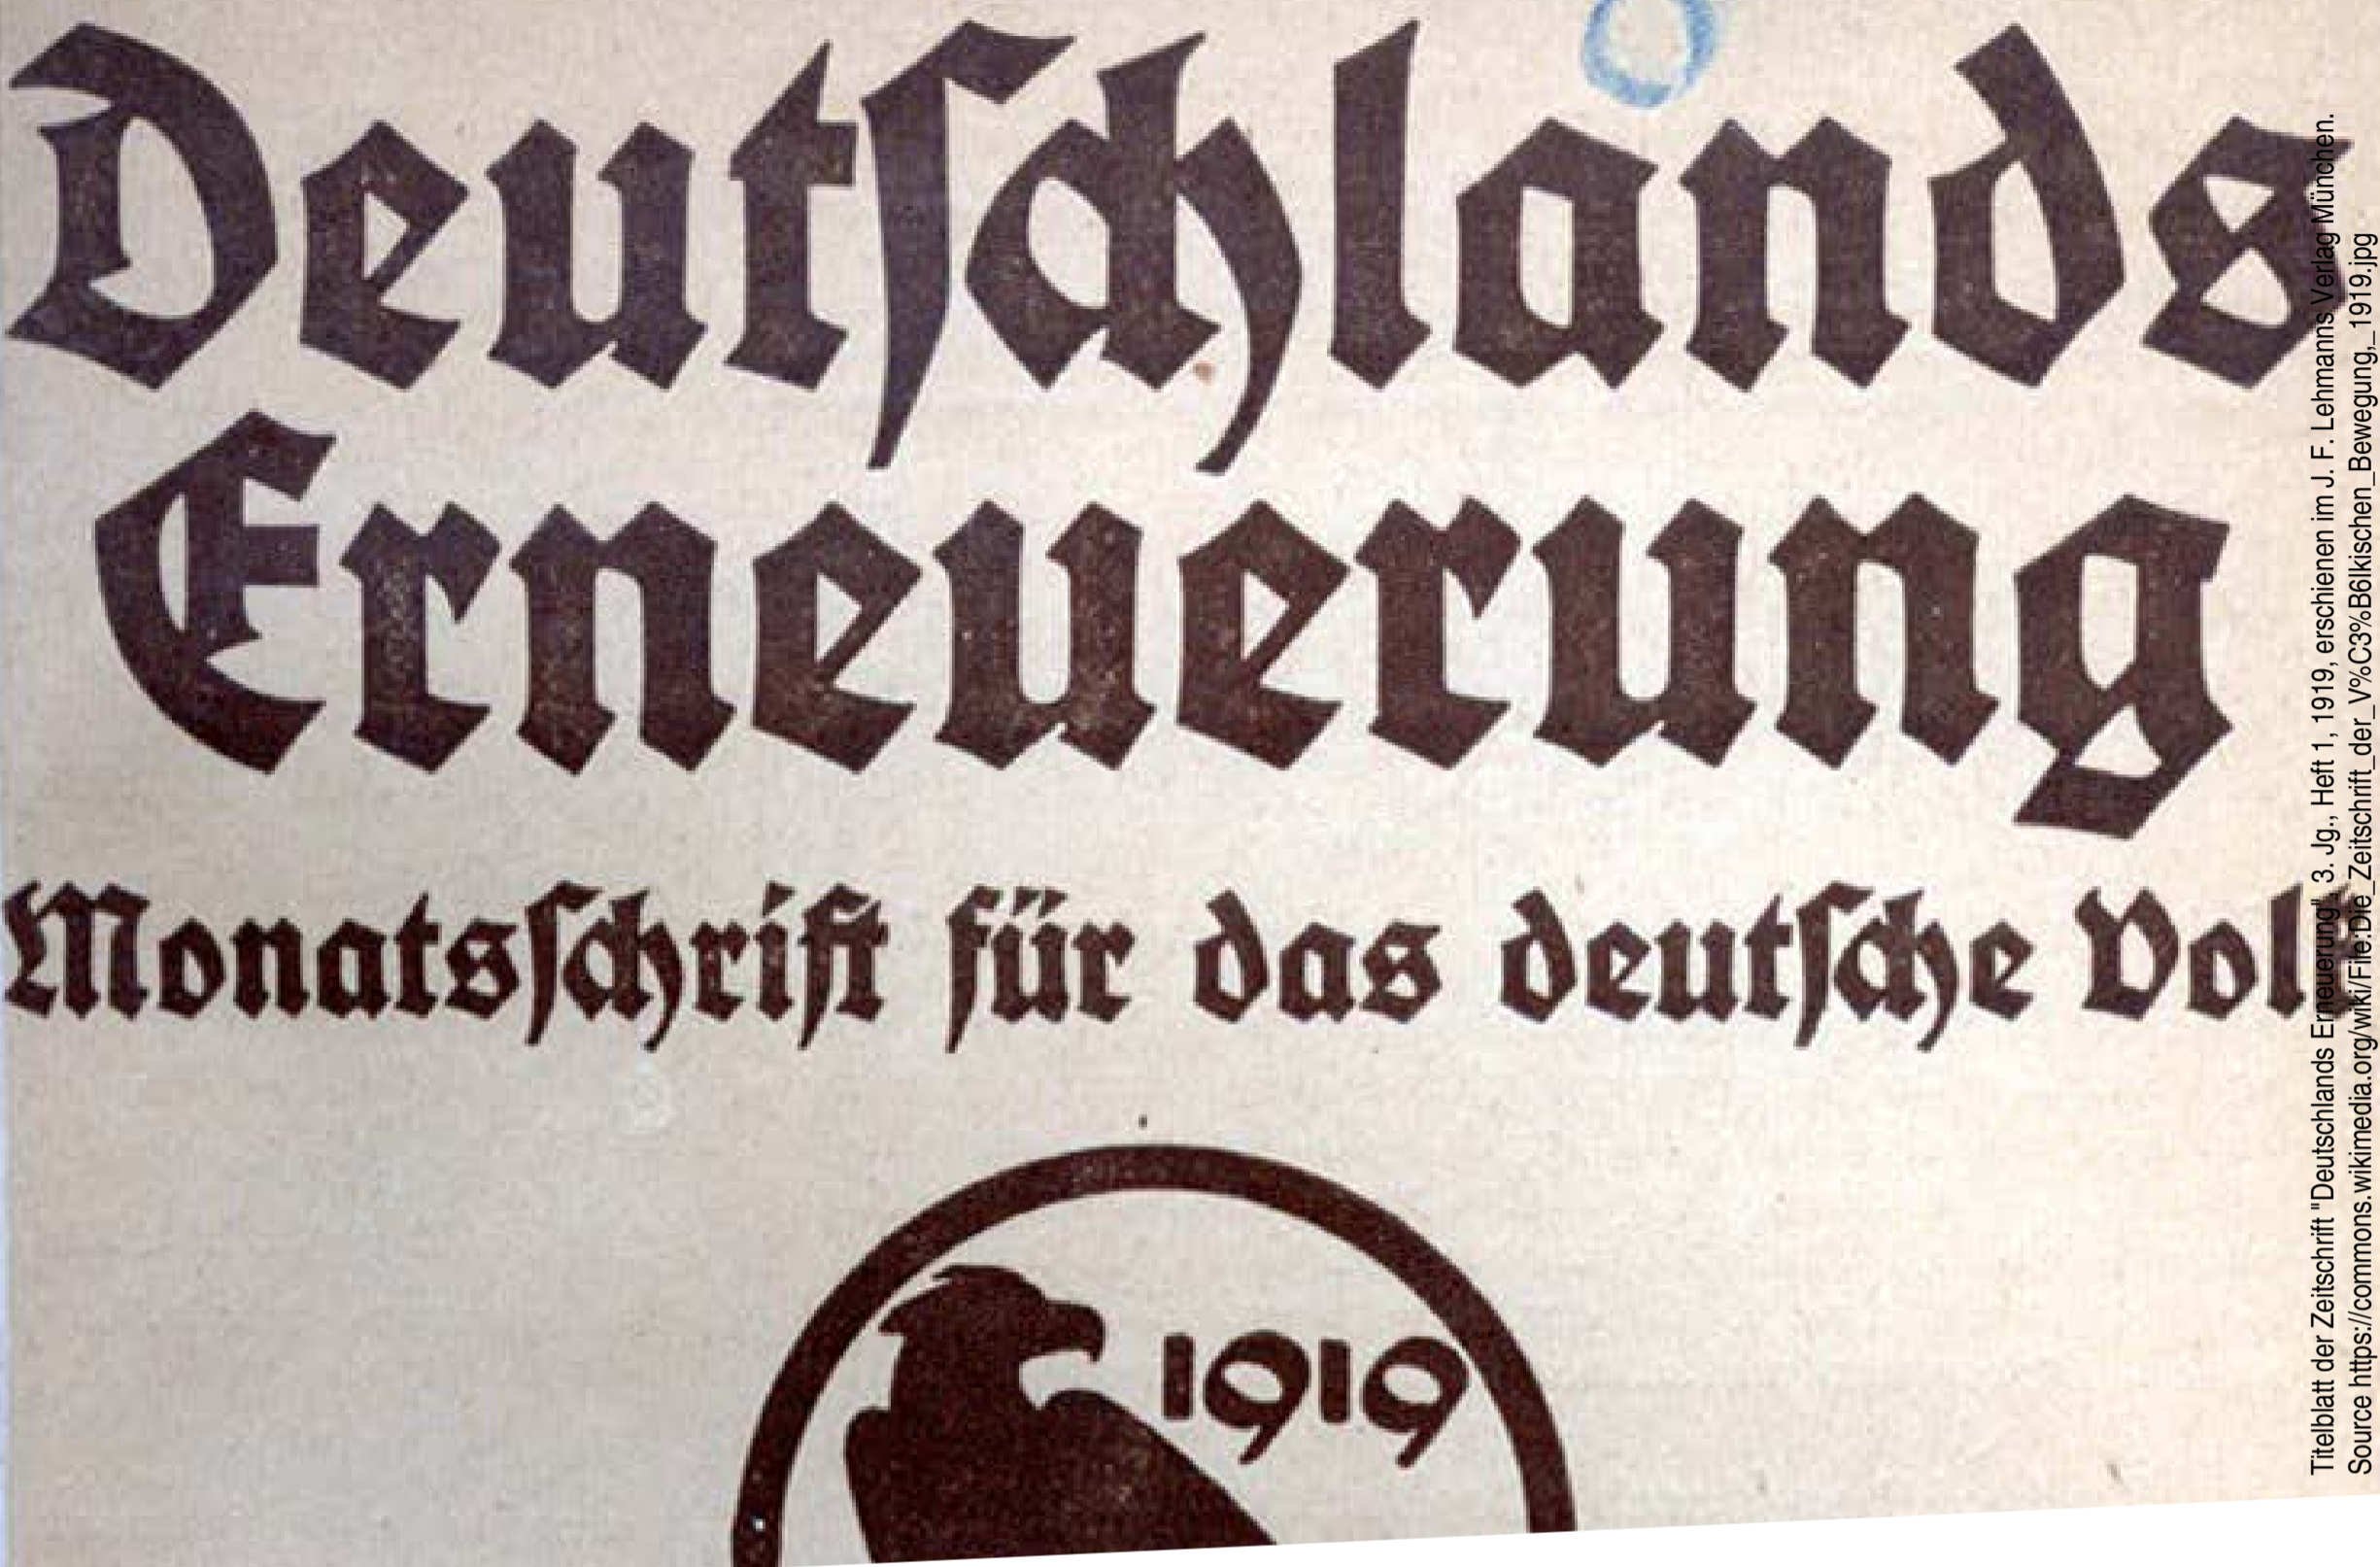 Deutschlands
Erneuerung
Monatsschrift für das deutsche Volk
1919
Titelblatt der Zeitschrift "Deutschlands Erneuerung", 3. Jg., Heft 1, 1919, erschienen im J. F. Lehmanns Verlag München.
Source https://commons.wikimedia.org/wiki/File:Die_Zeitschrift_der_V%C3%B6lkischen_Bewegung,_1919.jpg